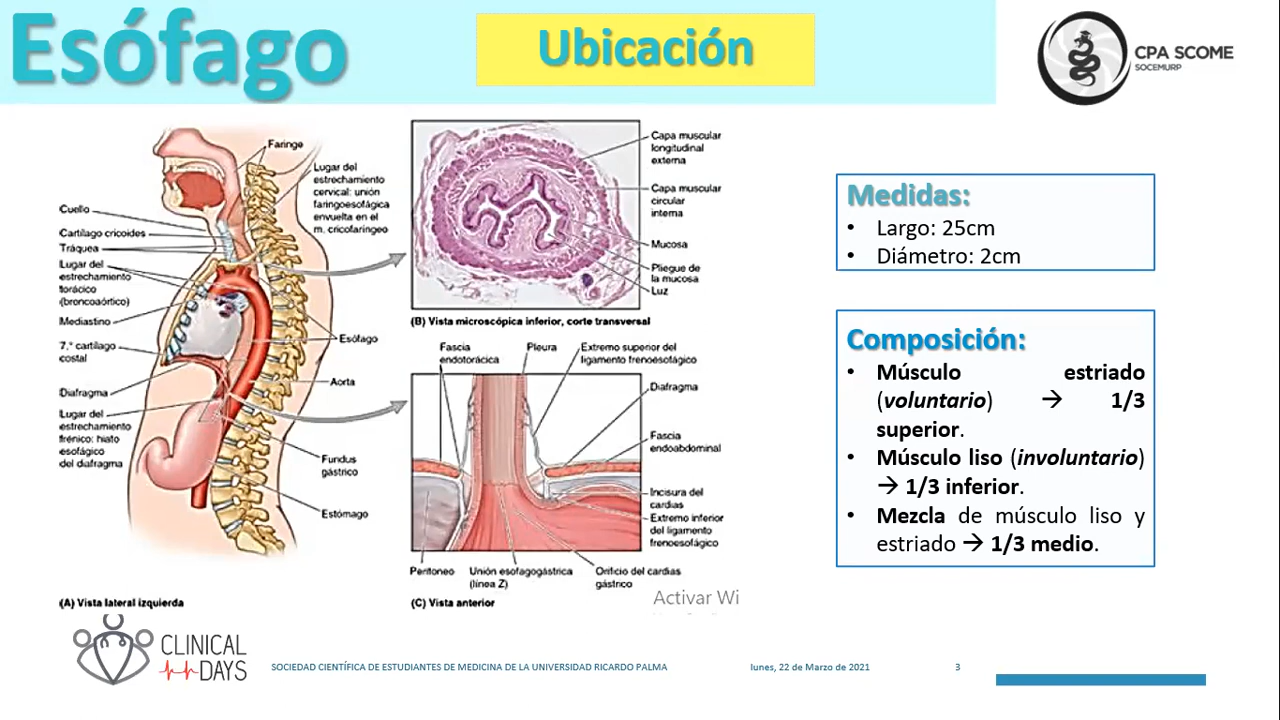 Esófago
Ubicación
CPA SCOME
SOCEMURP
Faringe
Lugar del
estrechamiento
cervical: unión
faringoesofágica
envuelta en el
m. cricofaríngeo
Cuello
Cartílago cricoides
Tráquea
Lugar del
estrechamiento
torácico
(broncoaórtico)
Mediastino
7.º cartílago
costal
Diafragma
Lugar del
estrechamiento
frénico: hiato
esofágico
del diafragma
Esófago
Aorta
Fundus
gástrico
Estómago
(A) Vista lateral izquierda
Capa muscular
longitudinal
externa
Capa muscular
circular
interna
Mucosa
Pliegue de
la mucosa
Luz
(B) Vista microscópica inferior, corte transversal
Fascia
endotorácica
Pleura
Extremo superior del
ligamento frenoesofágico
Diafragma
Fascia
endoabdominal
Incisura del
cardias
Extremo inferior
del ligamento
frenoesofágico
Peritoneo
Unión esofagogástrica
(línea Z)
Orificio del cardias
gástrico
(C) Vista anterior
Activar Wi
Medidas:
• Largo: 25cm
• Diámetro: 2cm
Composición:
• Músculo estriado
(voluntario) → 1/3
superior.
• Músculo liso (involuntario)
→ 1/3 inferior.
• Mezcla de músculo liso y
estriado → 1/3 medio.
CLINICAL
DAYS
SOCIEDAD CIENTÍFICA DE ESTUDIANTES DE MEDICINA DE LA UNIVERSIDAD RICARDO PALMA
lunes, 22 de Marzo de 2021
3